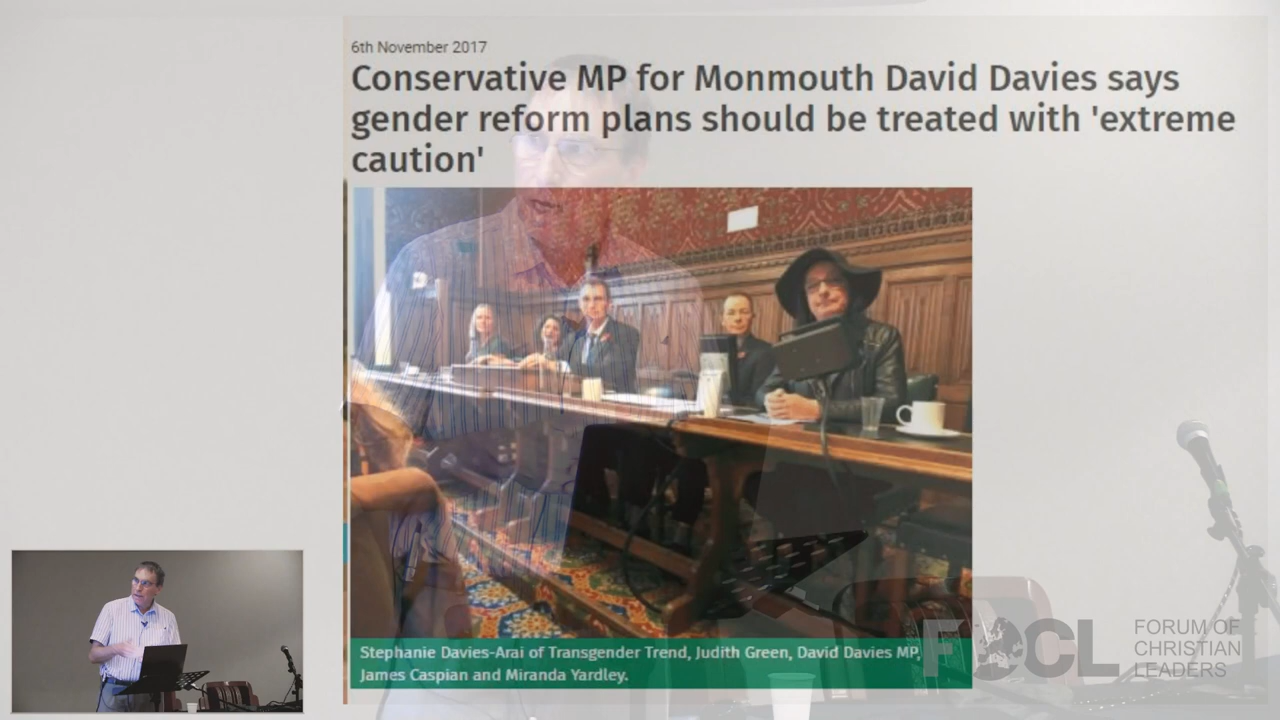 6th November 2017
Conservative MP for Monmouth David Davies says
gender reform plans should be treated with 'extreme
caution'
Stephanie Davies-Arai of Transgender Trend, Judith Green, David Davies MP,
James Caspian and Miranda Yardley.
FOCL
FORUM OF
CHRISTIAN
LEADERS